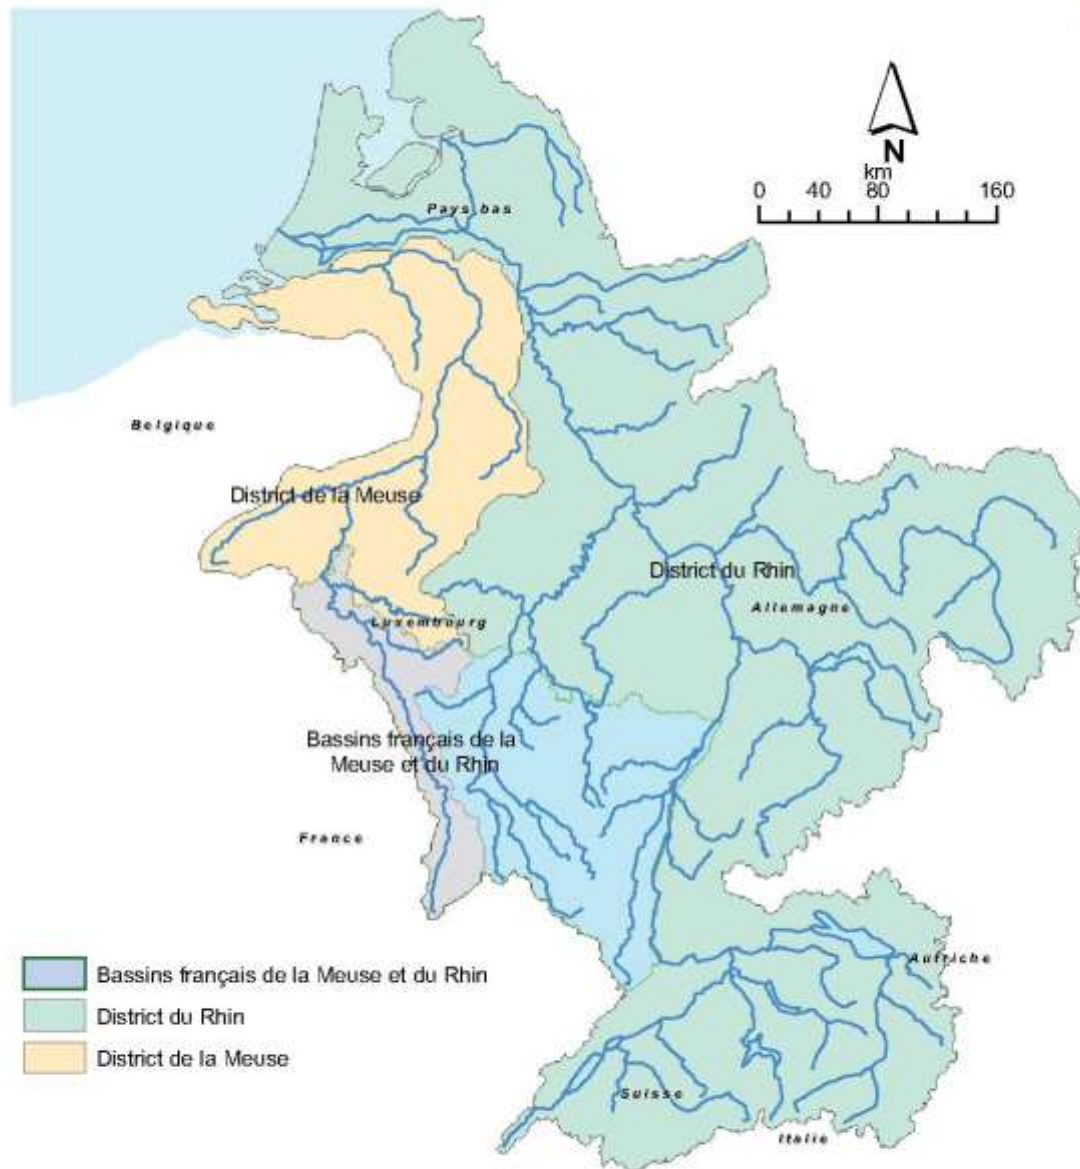 N
km
0 40 80 160
Pays bas
Belgique
District de la Meuse
District du Rhin
Allemagne
Luxembourg
Bassins français de la
Meuse et du Rhin
France
Autriche
Suisse
Italie
Bassins français de la Meuse et du Rhin
District du Rhin
District de la Meuse